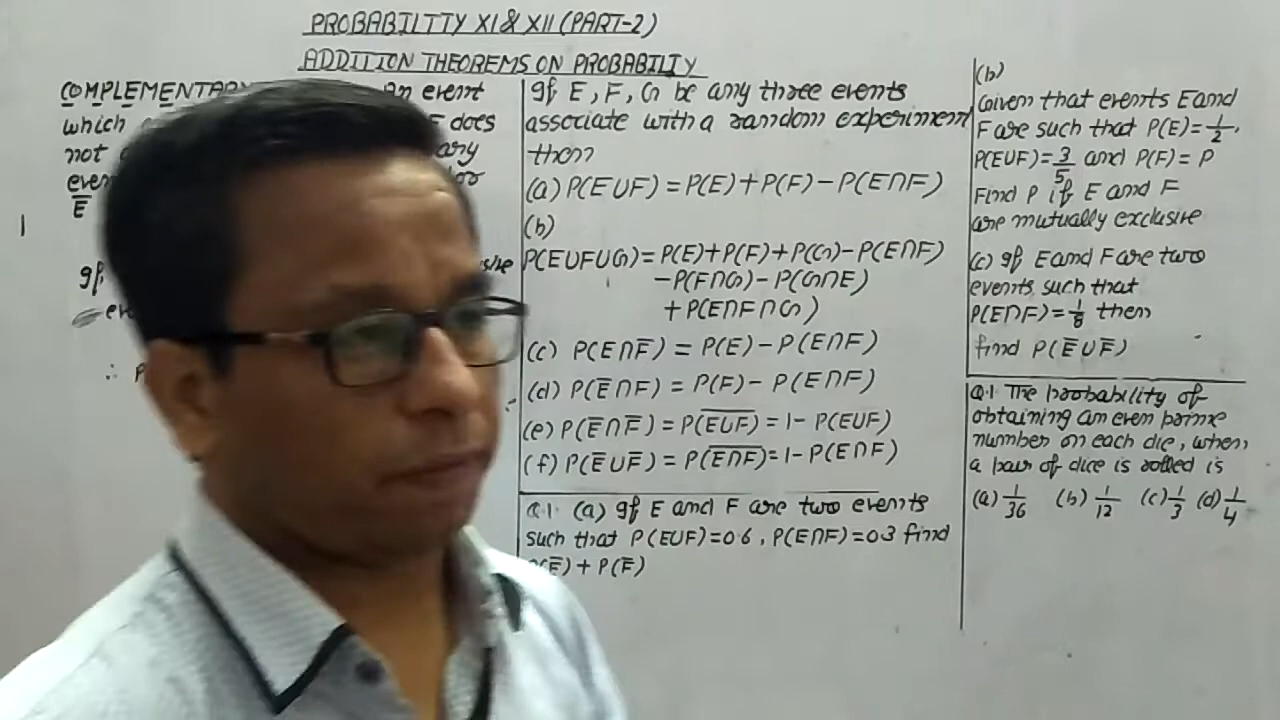 PROBABILTTY XI & XII (PART-2)
ADDITION THEOREMS ON PROBABILITY
COMPLEMENTARY An event
which does
not
E̅
If
∴ P
If E, F, G be any three events
associate with a random experiment
then
(a) P(E∪F) = P(E)+P(F)-P(E∩F)
(b)
P(E∪F∪G)= P(E)+P(F)+P(G)-P(E∩F)
-P(F∩G)-P(G∩E)
+P(E∩F∩G)
(c) P(E∩F̅) = P(E)-P(E∩F)
(d) P(E̅∩F) = P(F)- P(E∩F)
(e) P(E̅∩F̅) = P(E̅∪̅F̅) = 1- P(E∪F)
(f) P(E̅∪F̅) = P(E̅∩̅F̅)= 1-P(E∩F)
Q.1. (a) If E and F are two events
such that P(E∪F)=0.6, P(E∩F)=0.3 find
P(E̅) + P(F̅)
(b)
Given that events E and
F are such that P(E)=1/2,
P(E∪F)=3/5 and P(F)=P
Find P if E and F
are mutually exclusive
(c) If E and F are two
events such that
P(E∩F)=1/8 then
find P(E̅∪F̅)
Q.1. The probability of
obtaining an even prime
number on each die, when
a pair of dice is rolled is
(a) 1/36 (b) 1/12 (c) 1/3 (d) 1/4